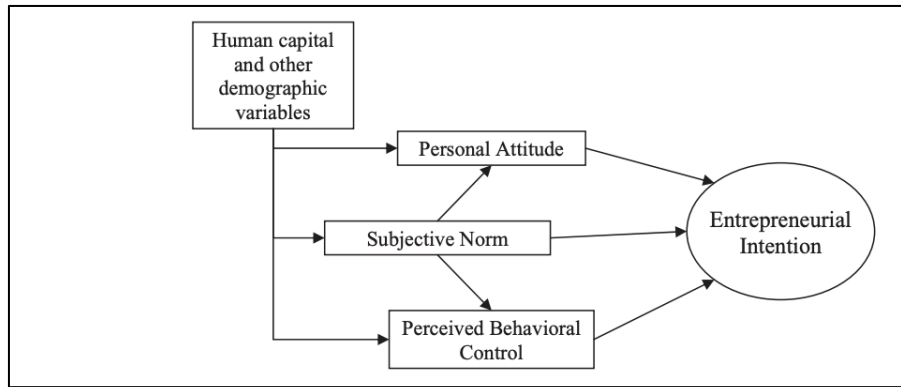 Human capital
and other
demographic
variables
Personal Attitude
Subjective Norm
Entrepreneurial
Intention
Perceived Behavioral
Control